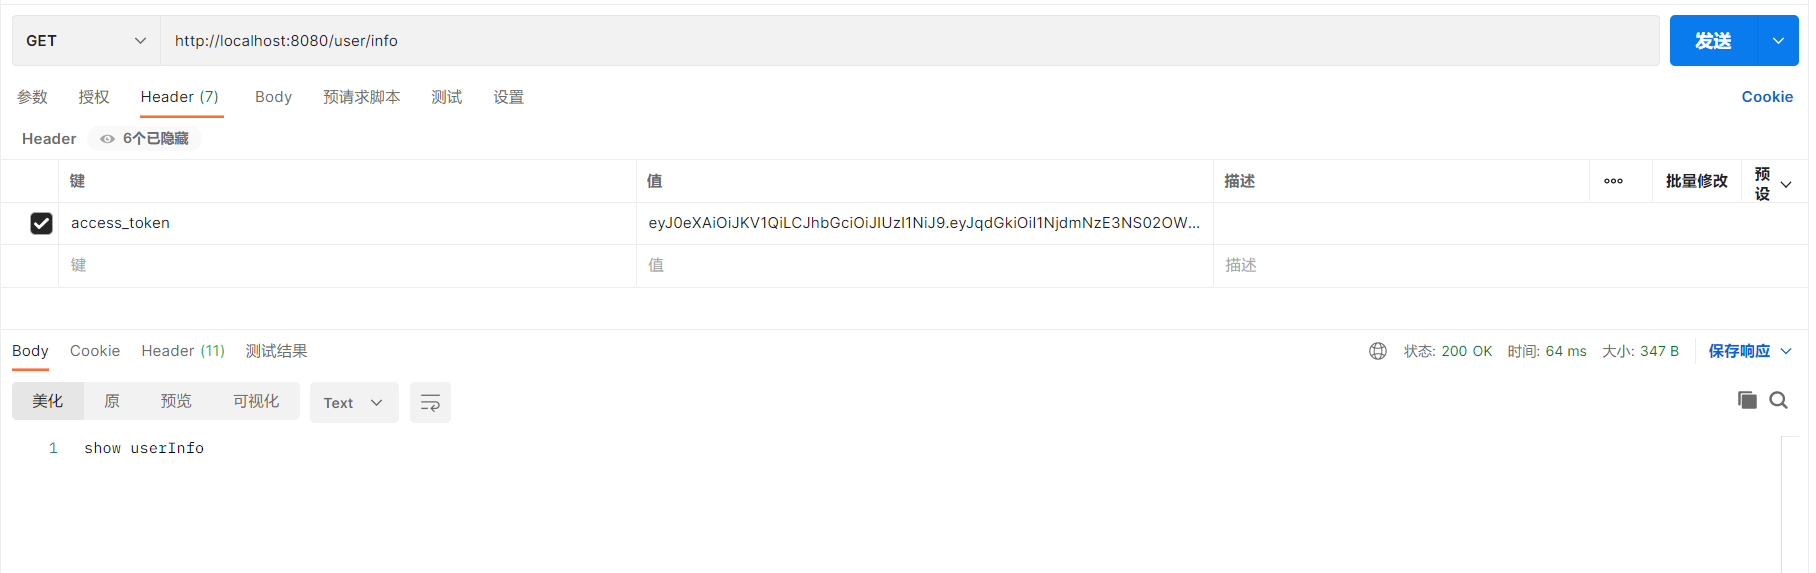 GET http://localhost:8080/user/info 发送
参数 授权 Header (7) Body 预请求脚本 测试 设置 Cookie
Header 6个已隐藏
键 值 描述 批量修改 预设
access_token eyJ0eXAiOiJKV1QiLCJhbGciOiJIUzI1NiJ9.eyJqdGkiOiI1NjdmNzE3NS02OW...
键 值 描述
Body Cookie Header (11) 测试结果 状态: 200 OK 时间: 64 ms 大小: 347 B 保存响应
美化 原 预览 可视化 Text
1 show userInfo